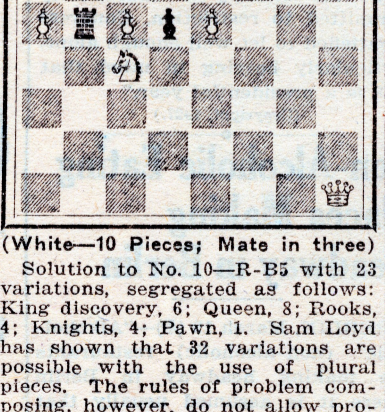 (White—10 Pieces; Mate in three)
Solution to No. 10—R-B5 with 23
variations, segregated as follows:
King discovery, 6; Queen, 8; Rooks,
4; Knights, 4; Pawn, 1. Sam Loyd
has shown that 32 variations are
possible with the use of plural
pieces. The rules of problem com-
posing, however, do not allow pro-